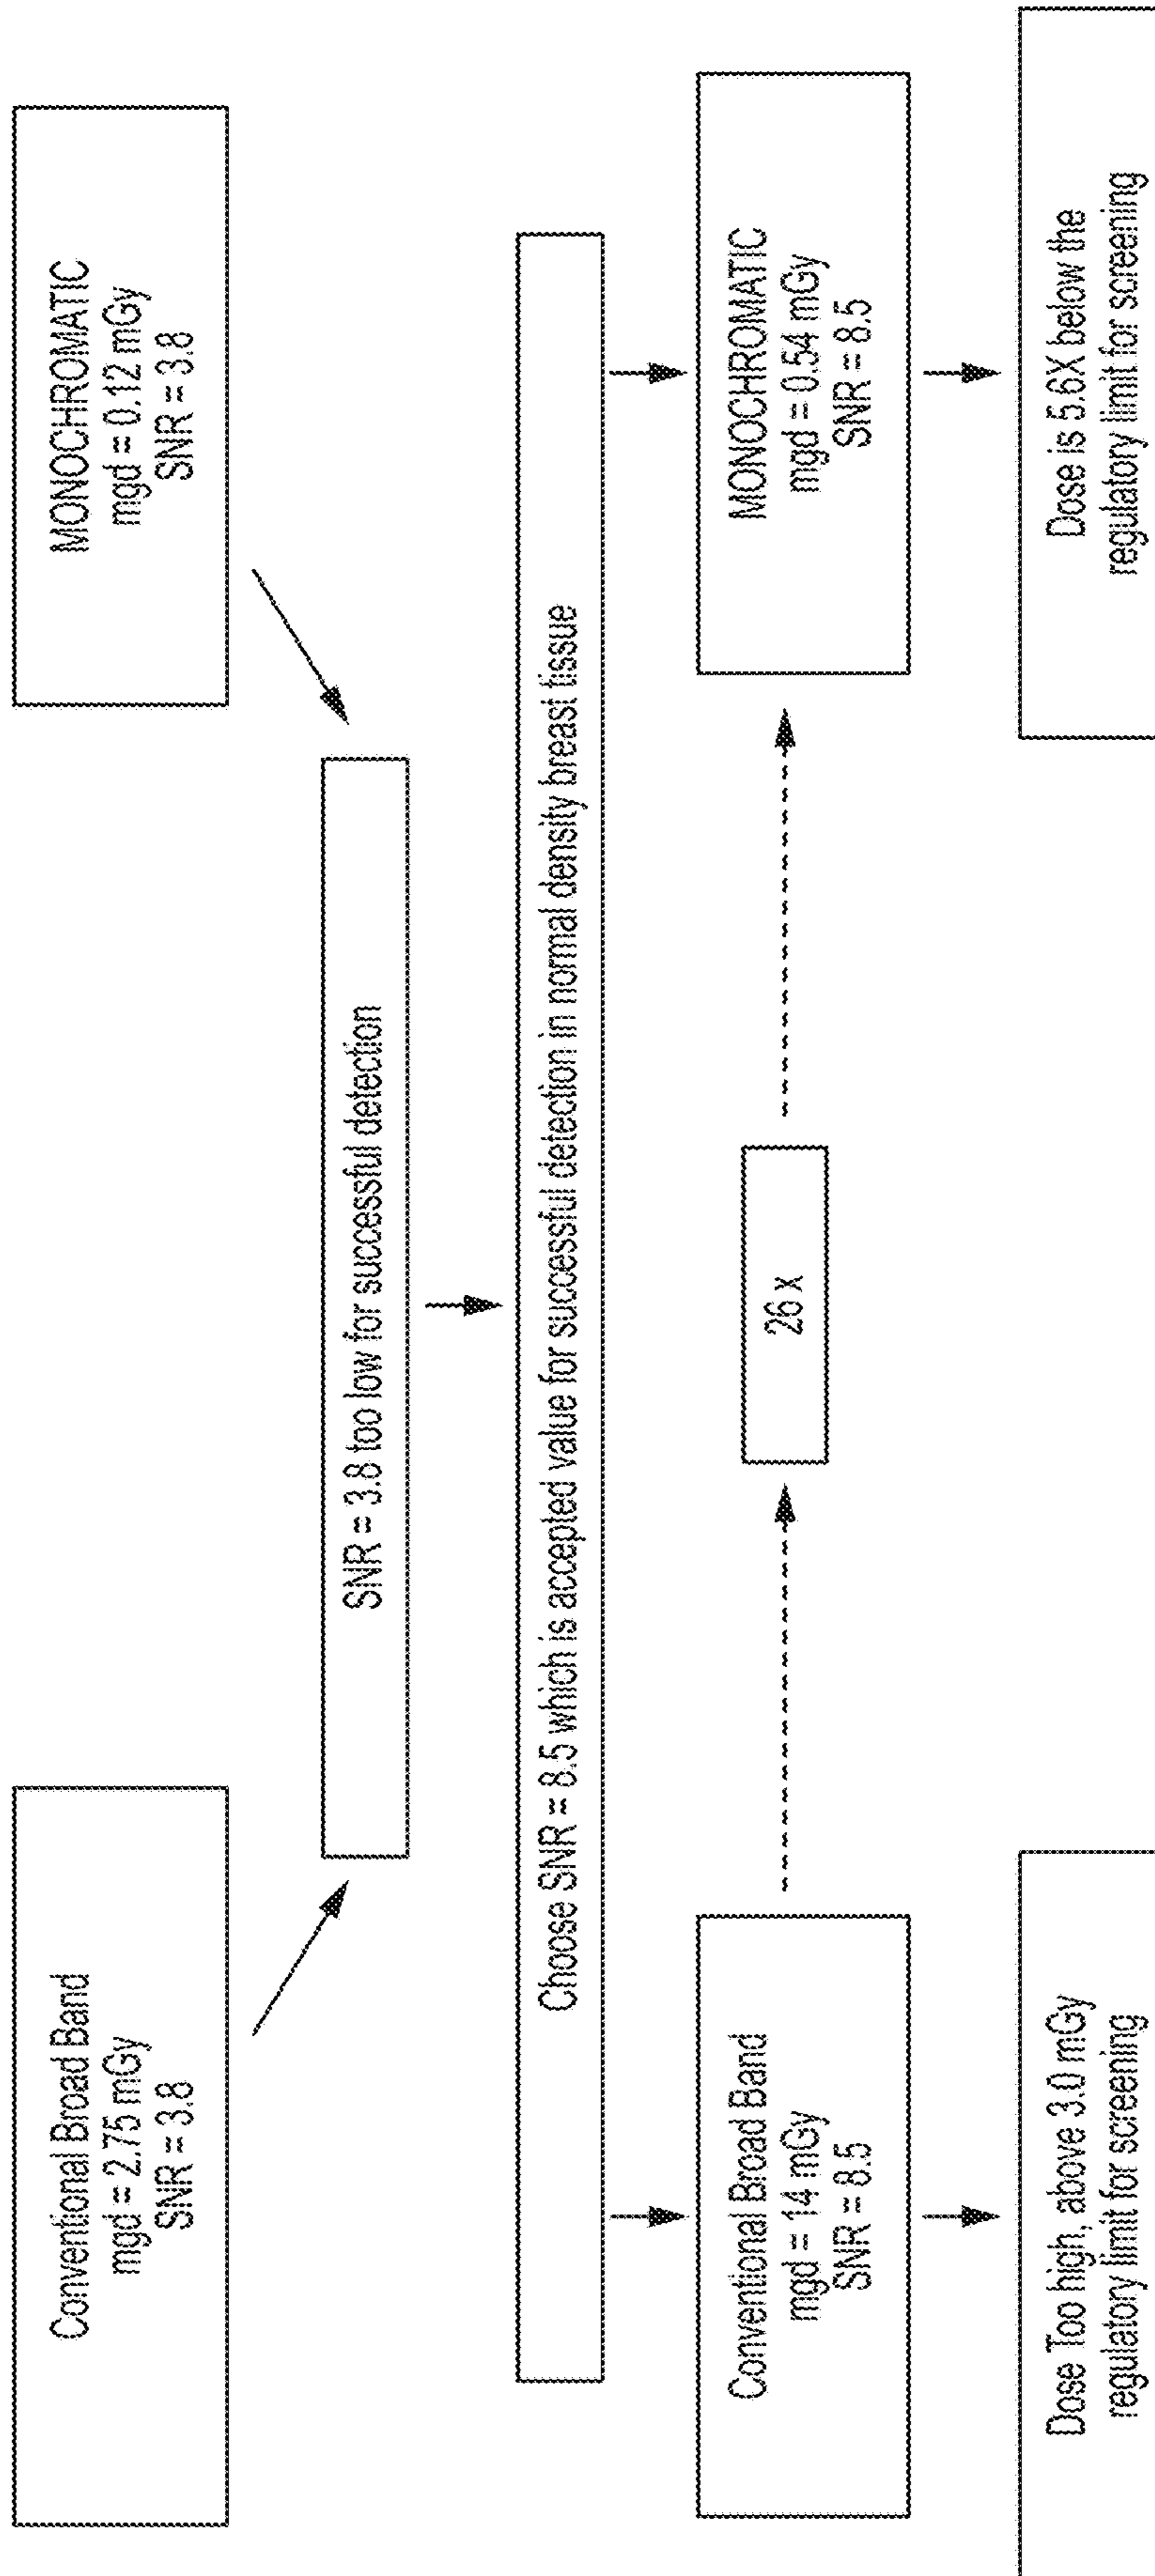 Conventional Broad Band
mgd = 2.75 mGy
SNR = 3.8
MONOCHROMATIC
mgd = 0.12 mGy
SNR = 3.8
SNR = 3.8 too low for successful detection
Choose SNR = 8.5 which is accepted value for successful detection in normal density breast tissue
Conventional Broad Band
mgd = 14 mGy
SNR = 8.5
26 x
MONOCHROMATIC
mgd = 0.54 mGy
SNR = 8.5
Dose Too high, above 3.0 mGy
regulatory limit for screening
Dose is 5.6X below the
regulatory limit for screening